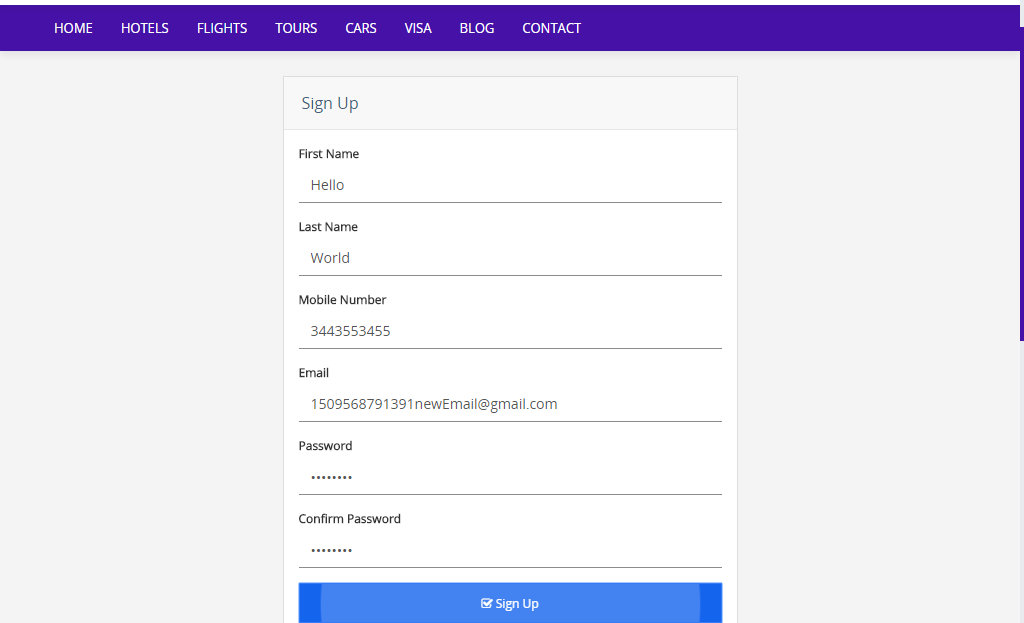 HOME HOTELS FLIGHTS TOURS CARS VISA BLOG CONTACT
Sign Up
First Name
Hello
Last Name
World
Mobile Number
3443553455
Email
1509568791391newEmail@gmail.com
Password
••••••••
Confirm Password
••••••••
Sign Up